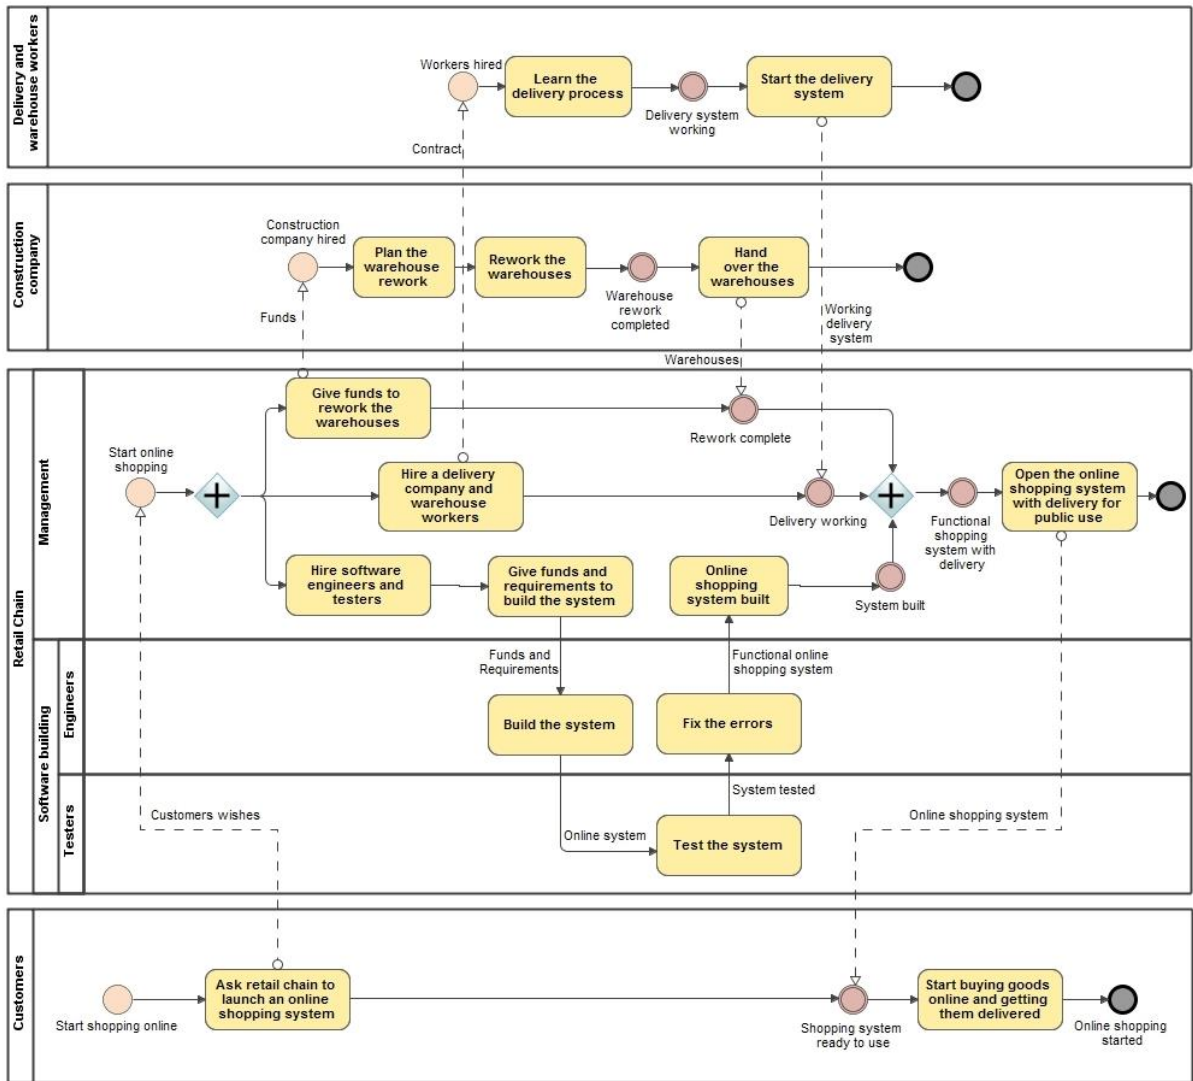 Delivery and
warehouse workers
Workers hired
Learn the
delivery process
Delivery system
working
Start the delivery
system
Contract
Construction
company
Construction
company hired
Plan the
warehouse
rework
Rework the
warehouses
Warehouse
rework
completed
Hand
over the
warehouses
Funds
Working
delivery
system
Warehouses
Retail Chain
Management
Start online
shopping
Give funds to
rework the
warehouses
Rework complete
Hire a delivery
company and
warehouse
workers
Delivery working
Functional
shopping
system with
delivery
Open the online
shopping system
with delivery for
public use
Hire software
engineers and
testers
Give funds and
requirements to
build the system
Online
shopping
system built
System built
Software building
Engineers
Funds and
Requirements
Functional online
shopping system
Build the system
Fix the errors
Testers
System tested
Customers wishes
Online system
Test the system
Online shopping system
Customers
Start shopping online
Ask retail chain to
launch an online
shopping system
Shopping system
ready to use
Start buying goods
online and getting
them delivered
Online shopping
started